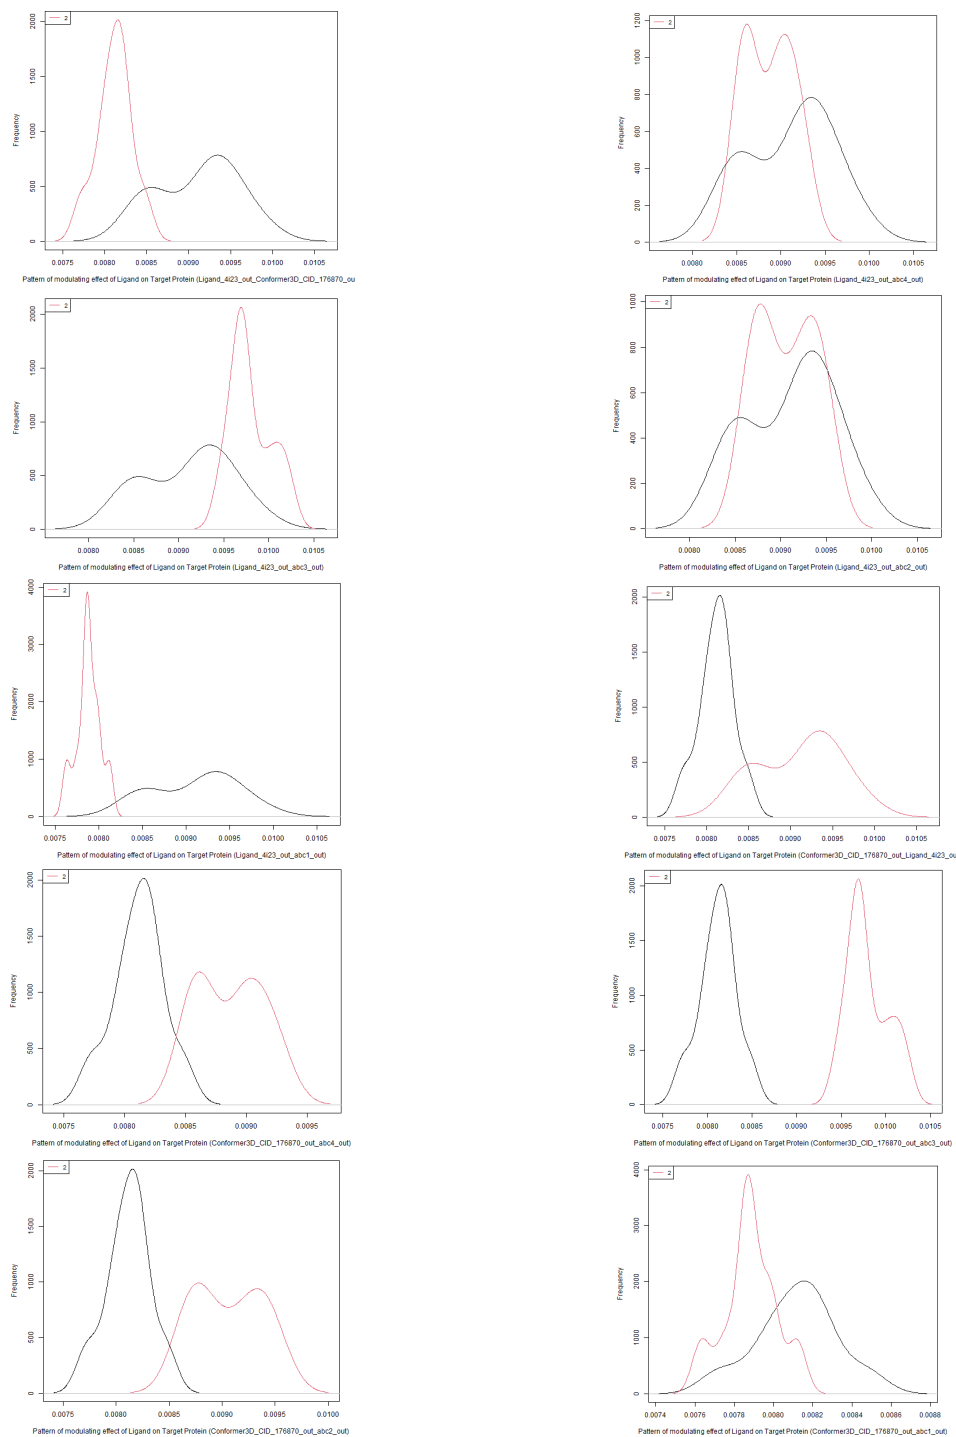 2
Frequency
0
500
1000
1500
2000
0.0075 0.0080 0.0085 0.0090 0.0095 0.0100 0.0105
Pattern of modulating effect of Ligand on Target Protein (Ligand_4i23_out_Conformer3D_CID_176870_ou
2
Frequency
0
200
400
600
800
1000
1200
0.0080 0.0085 0.0090 0.0095 0.0100 0.0105
Pattern of modulating effect of Ligand on Target Protein (Ligand_4i23_out_abc4_out)
2
Frequency
0
500
1000
1500
2000
0.0080 0.0085 0.0090 0.0095 0.0100 0.0105
Pattern of modulating effect of Ligand on Target Protein (Ligand_4i23_out_abc3_out)
2
Frequency
0
200
400
600
800
1000
0.0080 0.0085 0.0090 0.0095 0.0100 0.0105
Pattern of modulating effect of Ligand on Target Protein (Ligand_4i23_out_abc2_out)
2
Frequency
0
1000
2000
3000
4000
0.0075 0.0080 0.0085 0.0090 0.0095 0.0100 0.0105
Pattern of modulating effect of Ligand on Target Protein (Ligand_4i23_out_abc1_out)
2
Frequency
0
500
1000
1500
2000
0.0075 0.0080 0.0085 0.0090 0.0095 0.0100 0.0105
Pattern of modulating effect of Ligand on Target Protein (Conformer3D_CID_176870_out_Ligand_4i23_ou
2
Frequency
0
500
1000
1500
2000
0.0075 0.0080 0.0085 0.0090 0.0095
Pattern of modulating effect of Ligand on Target Protein (Conformer3D_CID_176870_out_abc4_out)
2
Frequency
0
500
1000
1500
2000
0.0075 0.0080 0.0085 0.0090 0.0095 0.0100 0.0105
Pattern of modulating effect of Ligand on Target Protein (Conformer3D_CID_176870_out_abc3_out)
2
Frequency
0
500
1000
1500
2000
0.0075 0.0080 0.0085 0.0090 0.0095 0.0100
Pattern of modulating effect of Ligand on Target Protein (Conformer3D_CID_176870_out_abc2_out)
2
Frequency
0
1000
2000
3000
4000
0.0074 0.0076 0.0078 0.0080 0.0082 0.0084 0.0086 0.0088
Pattern of modulating effect of Ligand on Target Protein (Conformer3D_CID_176870_out_abc1_out)